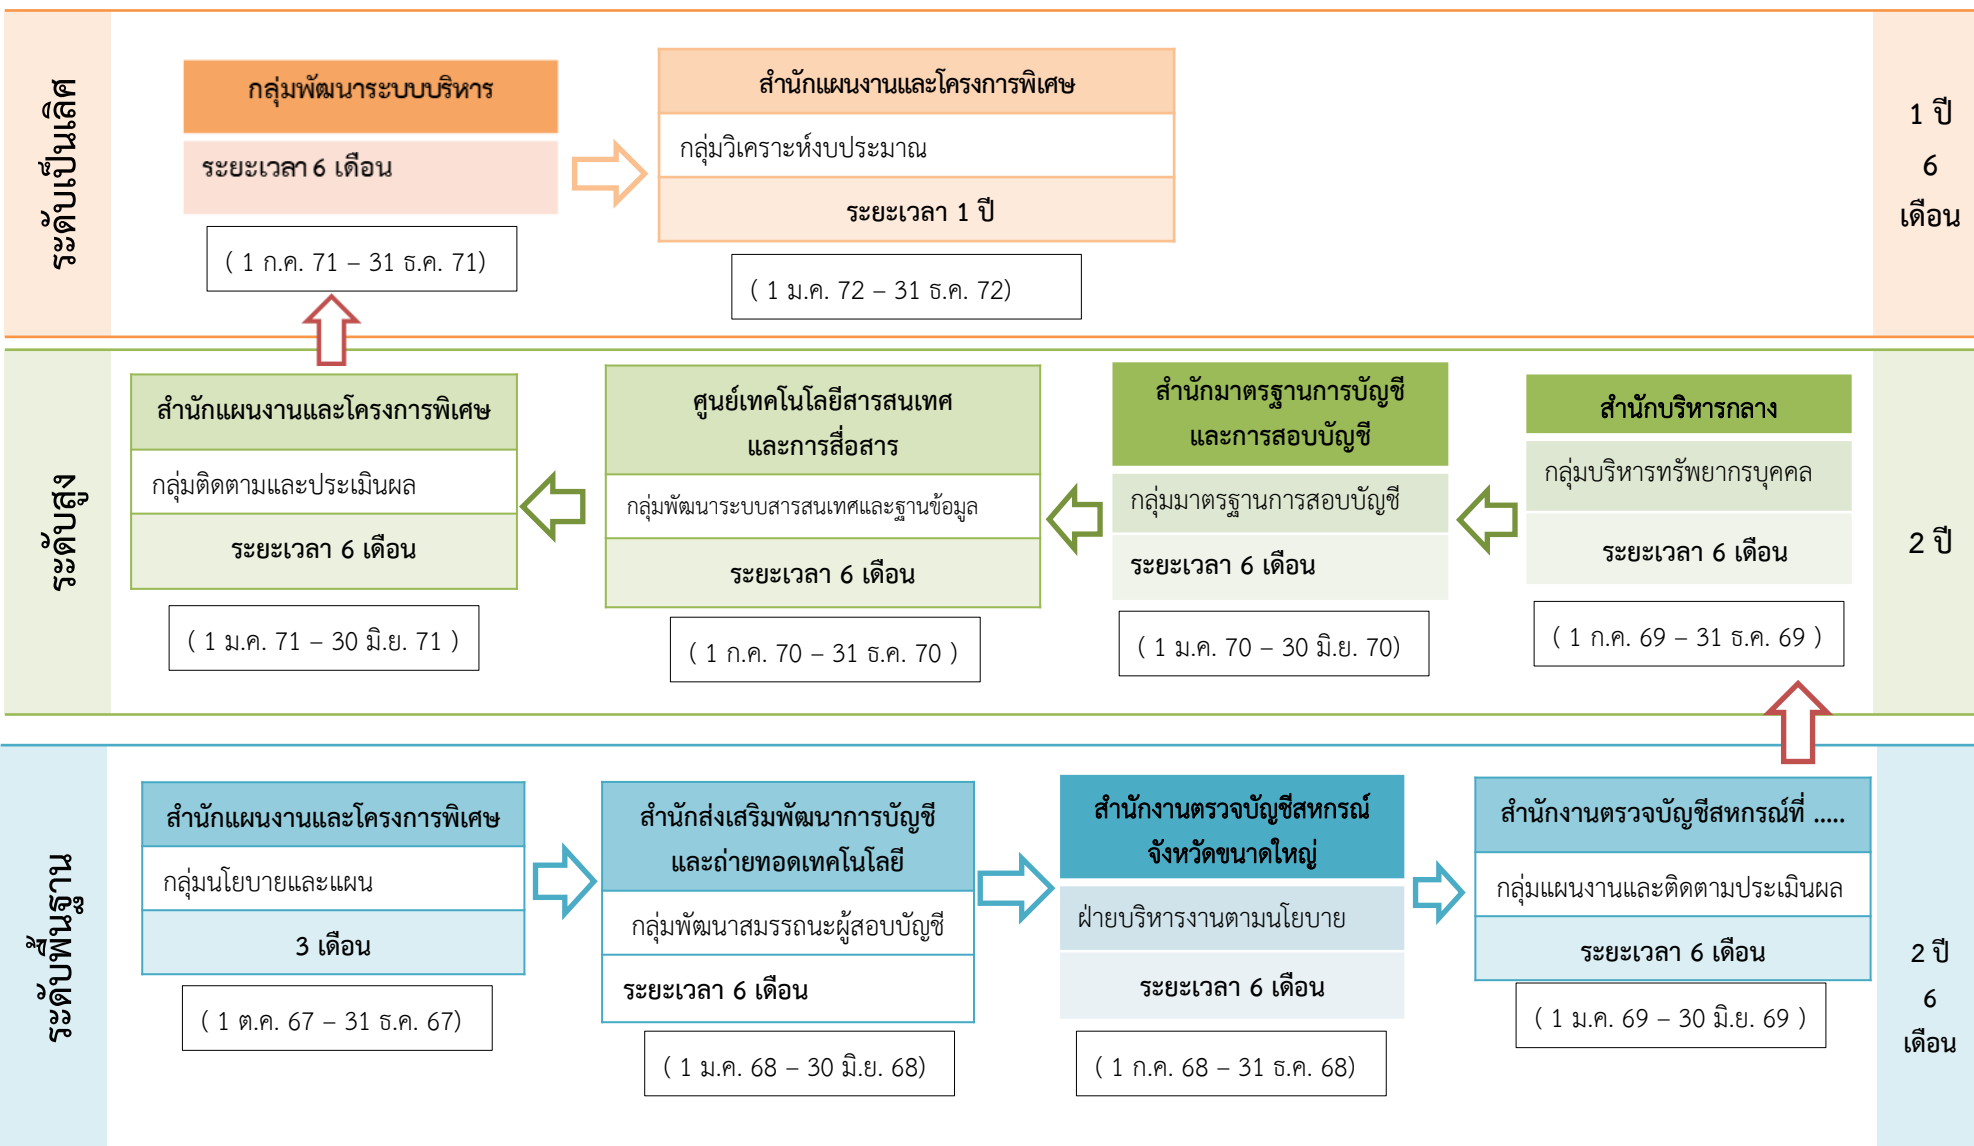 ระดับเป็นเลิศ
กลุ่มพัฒนาระบบบริหาร
ระยะเวลา 6 เดือน
( 1 ก.ค. 71 – 31 ธ.ค. 71)
สำนักแผนงานและโครงการพิเศษ
กลุ่มวิเคราะห์งบประมาณ
ระยะเวลา 1 ปี
( 1 ม.ค. 72 – 31 ธ.ค. 72)
1 ปี
6
เดือน
ระดับสูง
สำนักแผนงานและโครงการพิเศษ
กลุ่มติดตามและประเมินผล
ระยะเวลา 6 เดือน
( 1 ม.ค. 71 – 30 มิ.ย. 71 )
ศูนย์เทคโนโลยีสารสนเทศ
และการสื่อสาร
กลุ่มพัฒนาระบบสารสนเทศและฐานข้อมูล
ระยะเวลา 6 เดือน
( 1 ก.ค. 70 – 31 ธ.ค. 70 )
สำนักมาตรฐานการบัญชี
และการสอบบัญชี
กลุ่มมาตรฐานการสอบบัญชี
ระยะเวลา 6 เดือน
( 1 ม.ค. 70 – 30 มิ.ย. 70)
สำนักบริหารกลาง
กลุ่มบริหารทรัพยากรบุคคล
ระยะเวลา 6 เดือน
( 1 ก.ค. 69 – 31 ธ.ค. 69 )
2 ปี
ระดับพื้นฐาน
สำนักแผนงานและโครงการพิเศษ
กลุ่มนโยบายและแผน
3 เดือน
( 1 ต.ค. 67 – 31 ธ.ค. 67)
สำนักส่งเสริมพัฒนาการบัญชี
และถ่ายทอดเทคโนโลยี
กลุ่มพัฒนาสมรรถนะผู้สอบบัญชี
ระยะเวลา 6 เดือน
( 1 ม.ค. 68 – 30 มิ.ย. 68)
สำนักงานตรวจบัญชีสหกรณ์
จังหวัดขนาดใหญ่
ฝ่ายบริหารงานตามนโยบาย
ระยะเวลา 6 เดือน
( 1 ก.ค. 68 – 31 ธ.ค. 68)
สำนักงานตรวจบัญชีสหกรณ์ที่ .....
กลุ่มแผนงานและติดตามประเมินผล
ระยะเวลา 6 เดือน
( 1 ม.ค. 69 – 30 มิ.ย. 69 )
2 ปี
6
เดือน